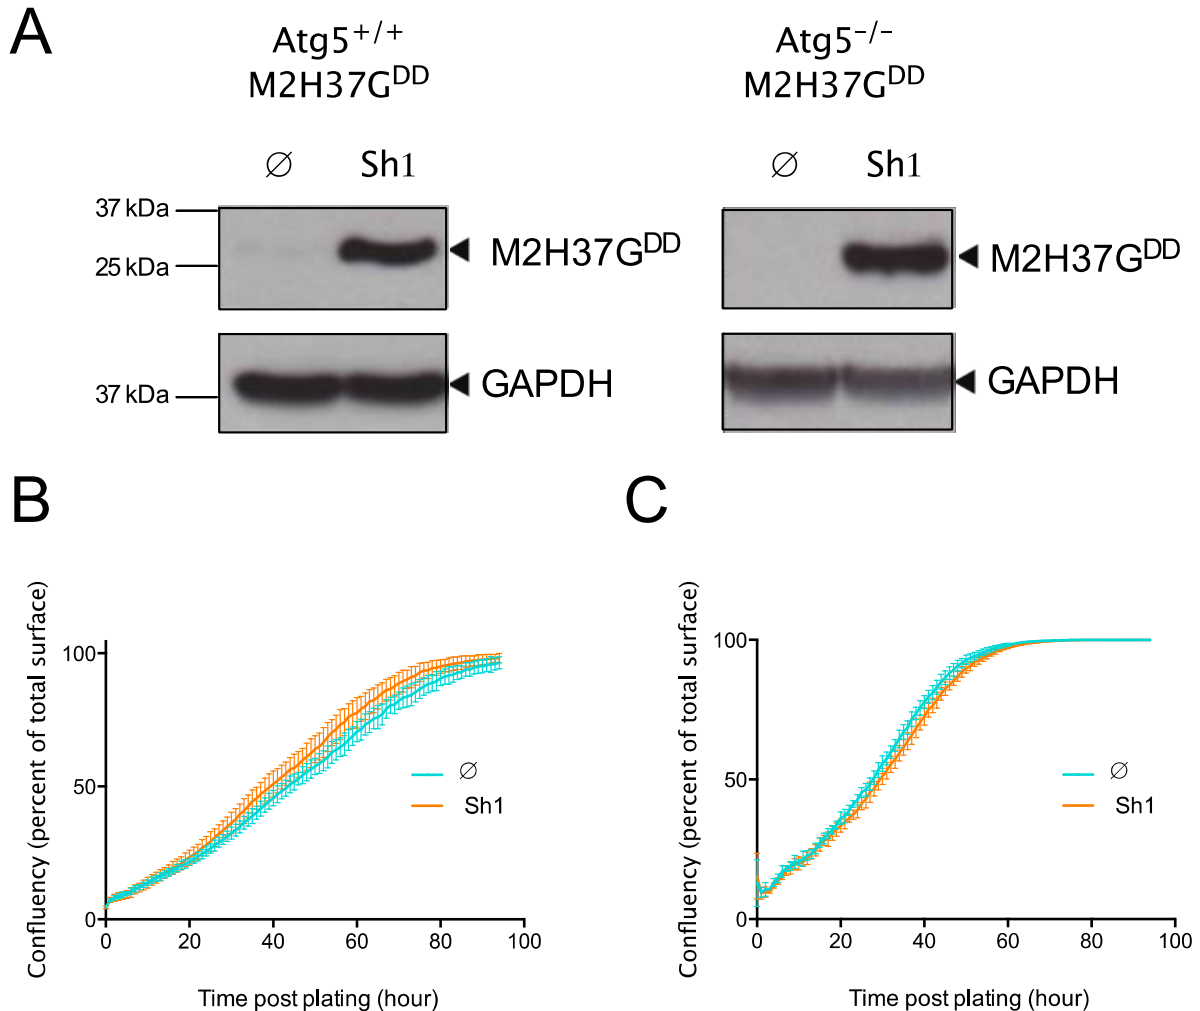 A
Atg5+/+
M2H37GDD
Atg5−/−
M2H37GDD
∅ Sh1
∅ Sh1
37 kDa
25 kDa
M2H37GDD
M2H37GDD
37 kDa
GAPDH
GAPDH
B
Confluency (percent of total surface)
100
50
0
0 20 40 60 80 100
Time post plating (hour)
∅
Sh1
C
Confluency (percent of total surface)
100
50
0
0 20 40 60 80 100
Time post plating (hour)
∅
Sh1